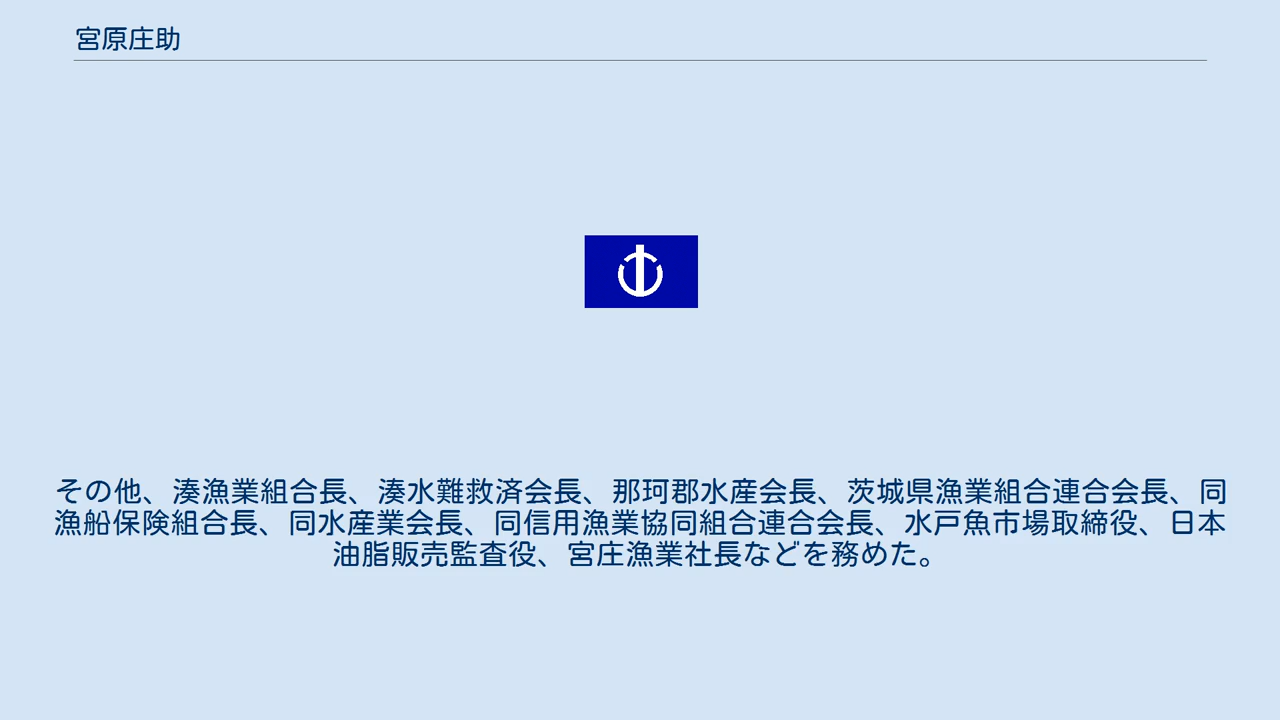 宮原庄助
その他、湊漁業組合長、湊水難救済会長、那珂郡水産会長、茨城県漁業組合連合会長、同
漁船保険組合長、同水産業会長、同信用漁業協同組合連合会長、水戸魚市場取締役、日本
油脂販売監査役、宮庄漁業社長などを務めた。